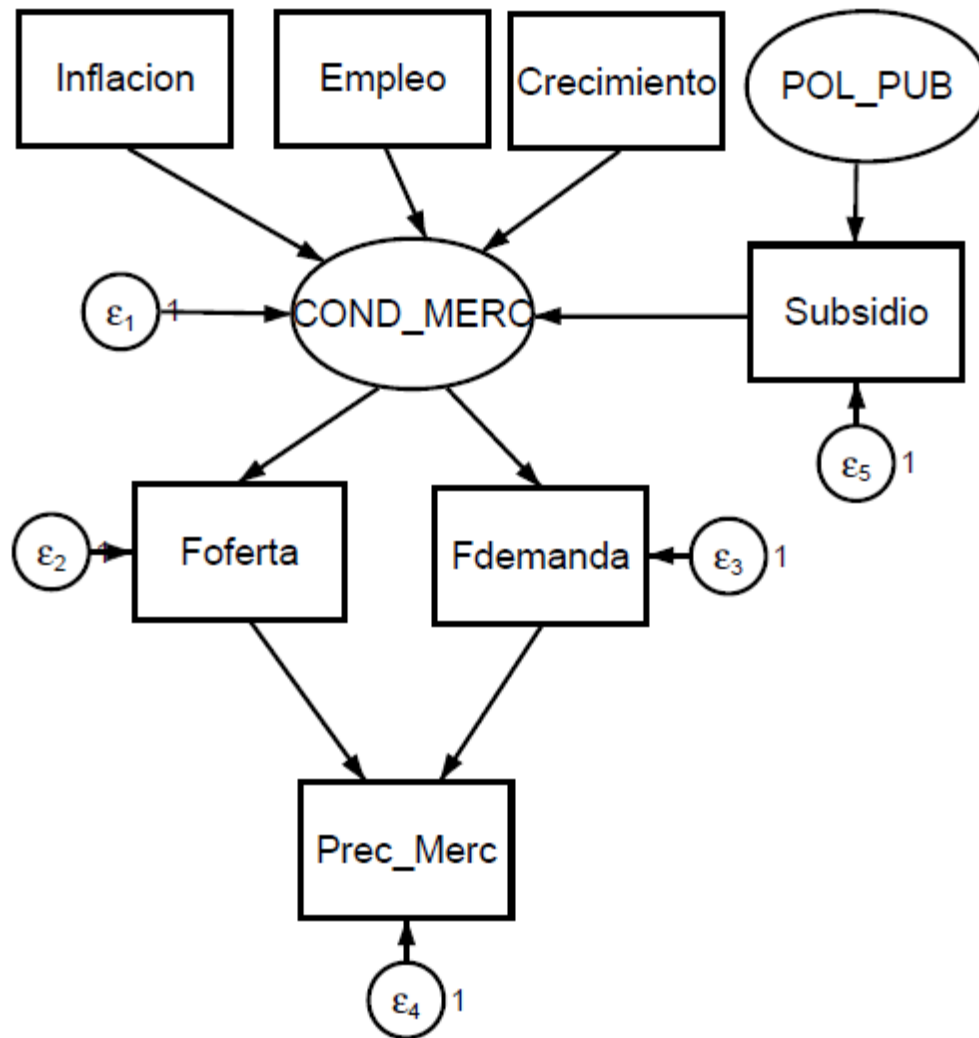 Inflacion
Empleo
Crecimiento
POL_PUB
ε1
1
COND_MERC
Subsidio
ε5
1
ε2
1
Foferta
Fdemanda
ε3
1
Prec_Merc
ε4
1